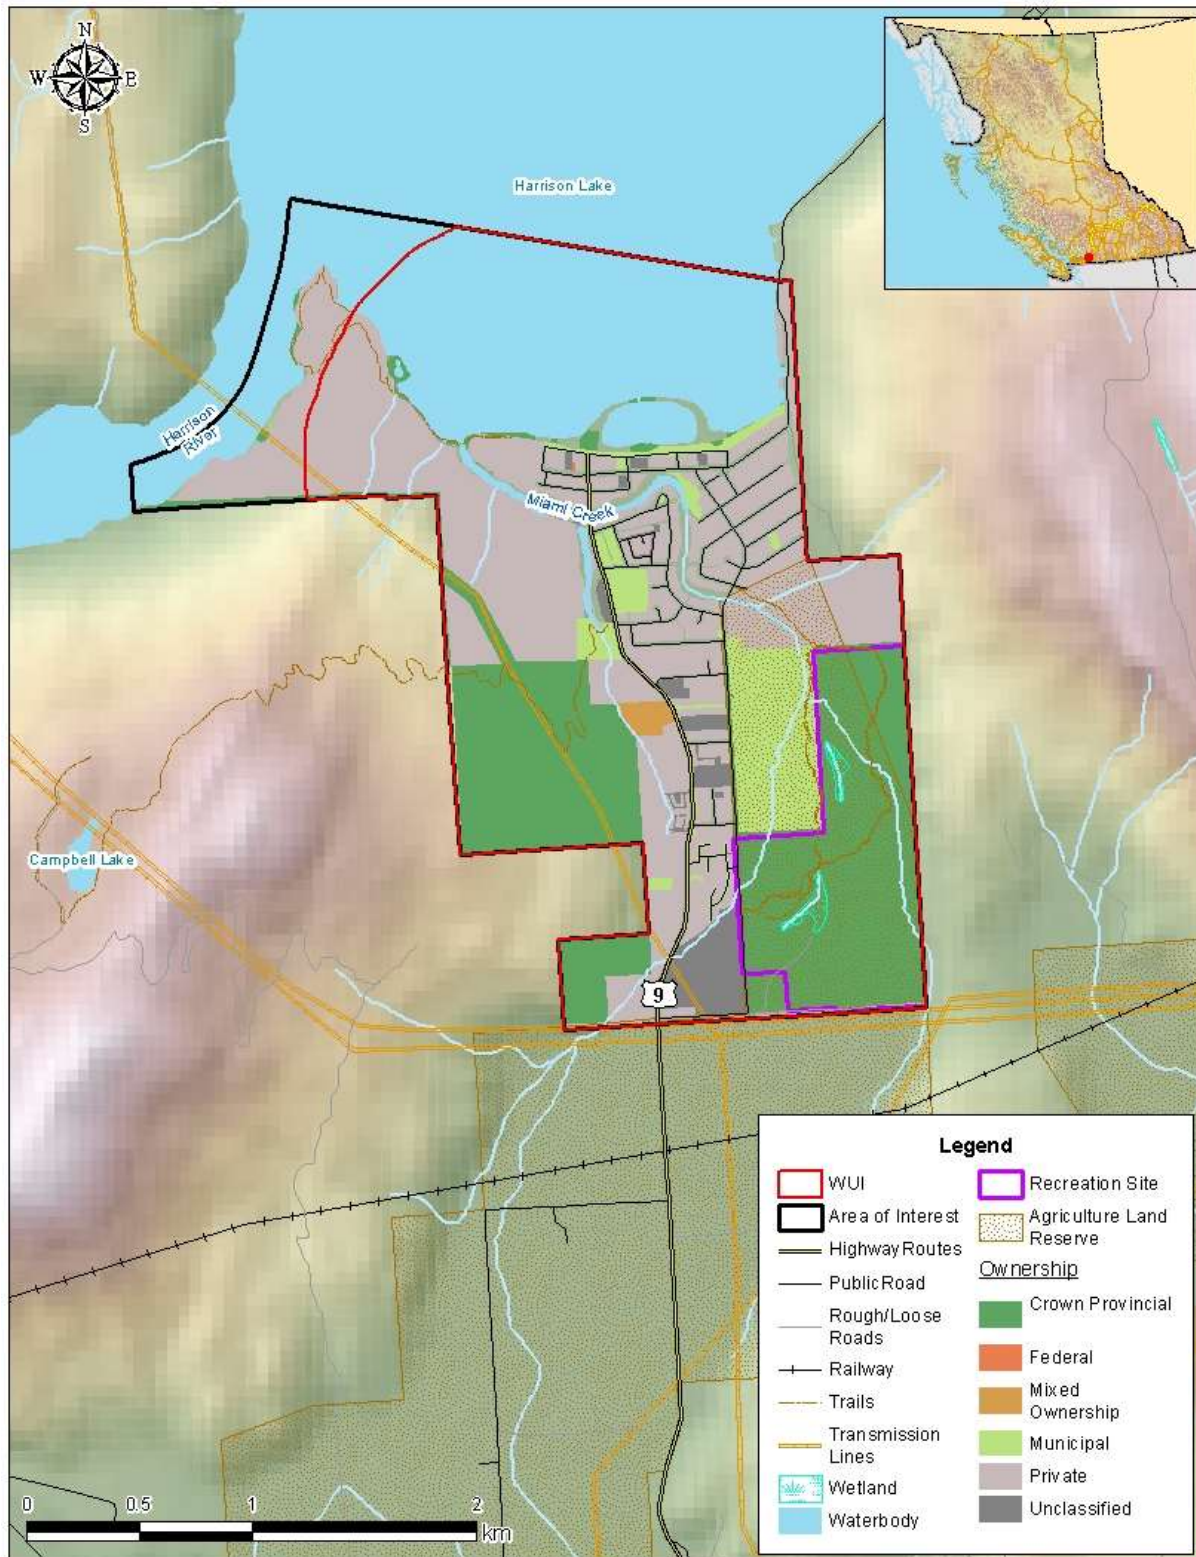 N
W
E
S
Harrison Lake
Harrison
River
Miami Creek
Campbell Lake
9
Legend
WUI
Area of Interest
Highway Routes
Public Road
Rough/Loose
Roads
Railway
Trails
Transmission
Lines
Wetland
Waterbody
Recreation Site
Agriculture Land
Reserve
Ownership
Crown Provincial
Federal
Mixed
Ownership
Municipal
Private
Unclassified
0
0.5
1
2
km